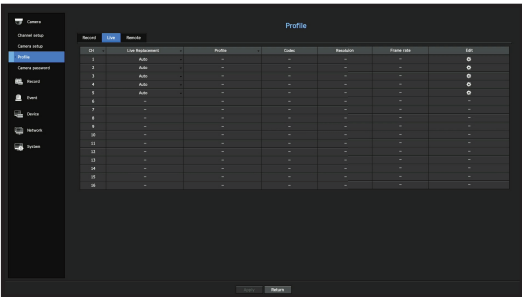 Camera
Profile
Channel setup
Camera setup
Profile
Camera password
Record
Event
Device
Network
System
Record Live Remote
CH Live Replacement Profile Codec Resolution Frame rate Edit
1 Auto – – – –
2 Auto – – – –
3 Auto – – – –
4 Auto – – – –
5 Auto – – – –
6 – – – – – –
7 – – – – – –
8 – – – – – –
9 – – – – – –
10 – – – – – –
11 – – – – – –
12 – – – – – –
13 – – – – – –
14 – – – – – –
15 – – – – – –
16 – – – – – –
Apply Return